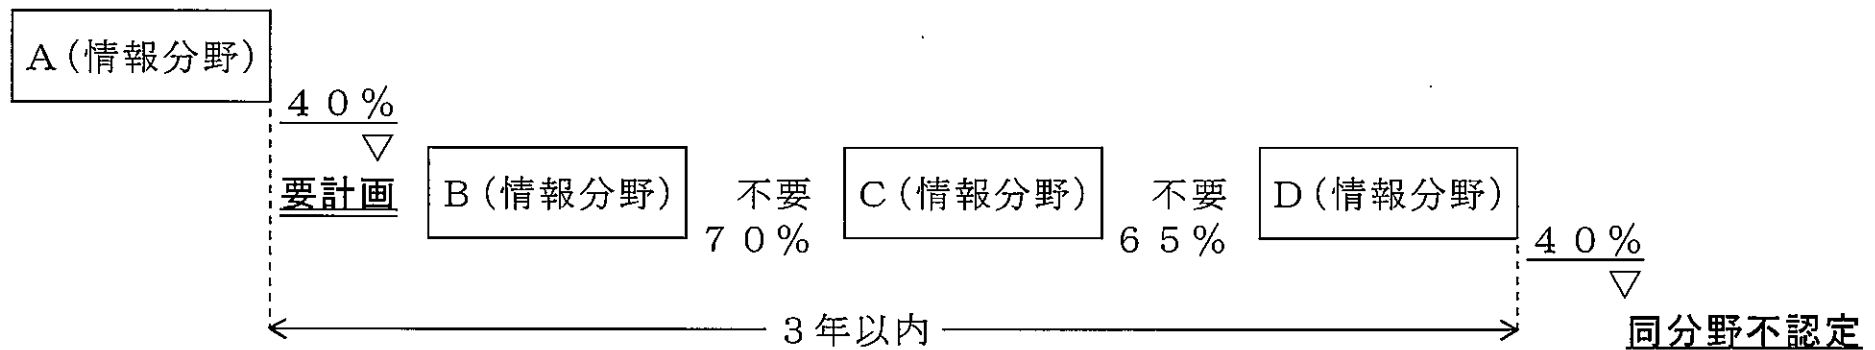 A(情報分野)
40%
▽
要計画
B(情報分野)
不要
70%
C(情報分野)
不要
65%
D(情報分野)
40%
▽
3年以内
同分野不認定